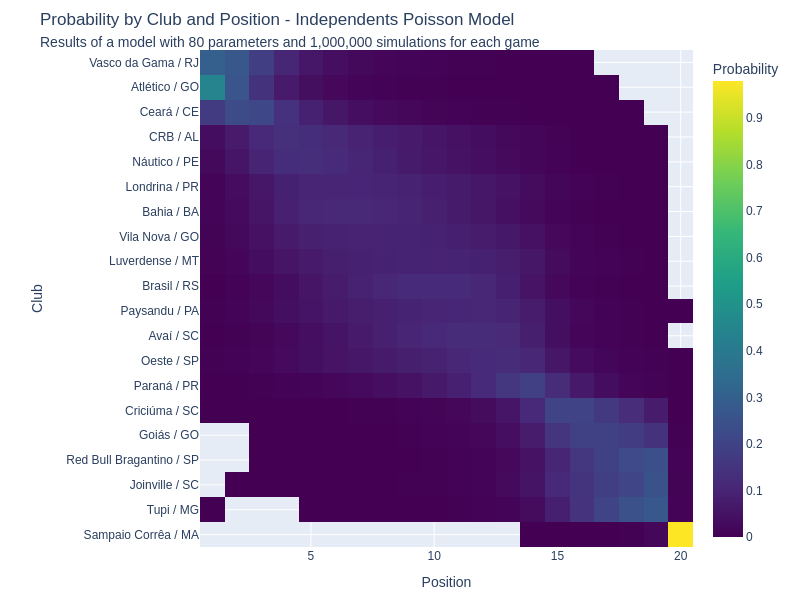 Probability by Club and Position - Independents Poisson Model
Results of a model with 80 parameters and 1,000,000 simulations for each game
Probability
Club
Vasco da Gama / RJ
Atlético / GO
Ceará / CE
CRB / AL
Náutico / PE
Londrina / PR
Bahia / BA
Vila Nova / GO
Luverdense / MT
Brasil / RS
Paysandu / PA
Avaí / SC
Oeste / SP
Paraná / PR
Criciúma / SC
Goiás / GO
Red Bull Bragantino / SP
Joinville / SC
Tupi / MG
Sampaio Corrêa / MA
0.9
0.8
0.7
0.6
0.5
0.4
0.3
0.2
0.1
0
5 10 15 20
Position